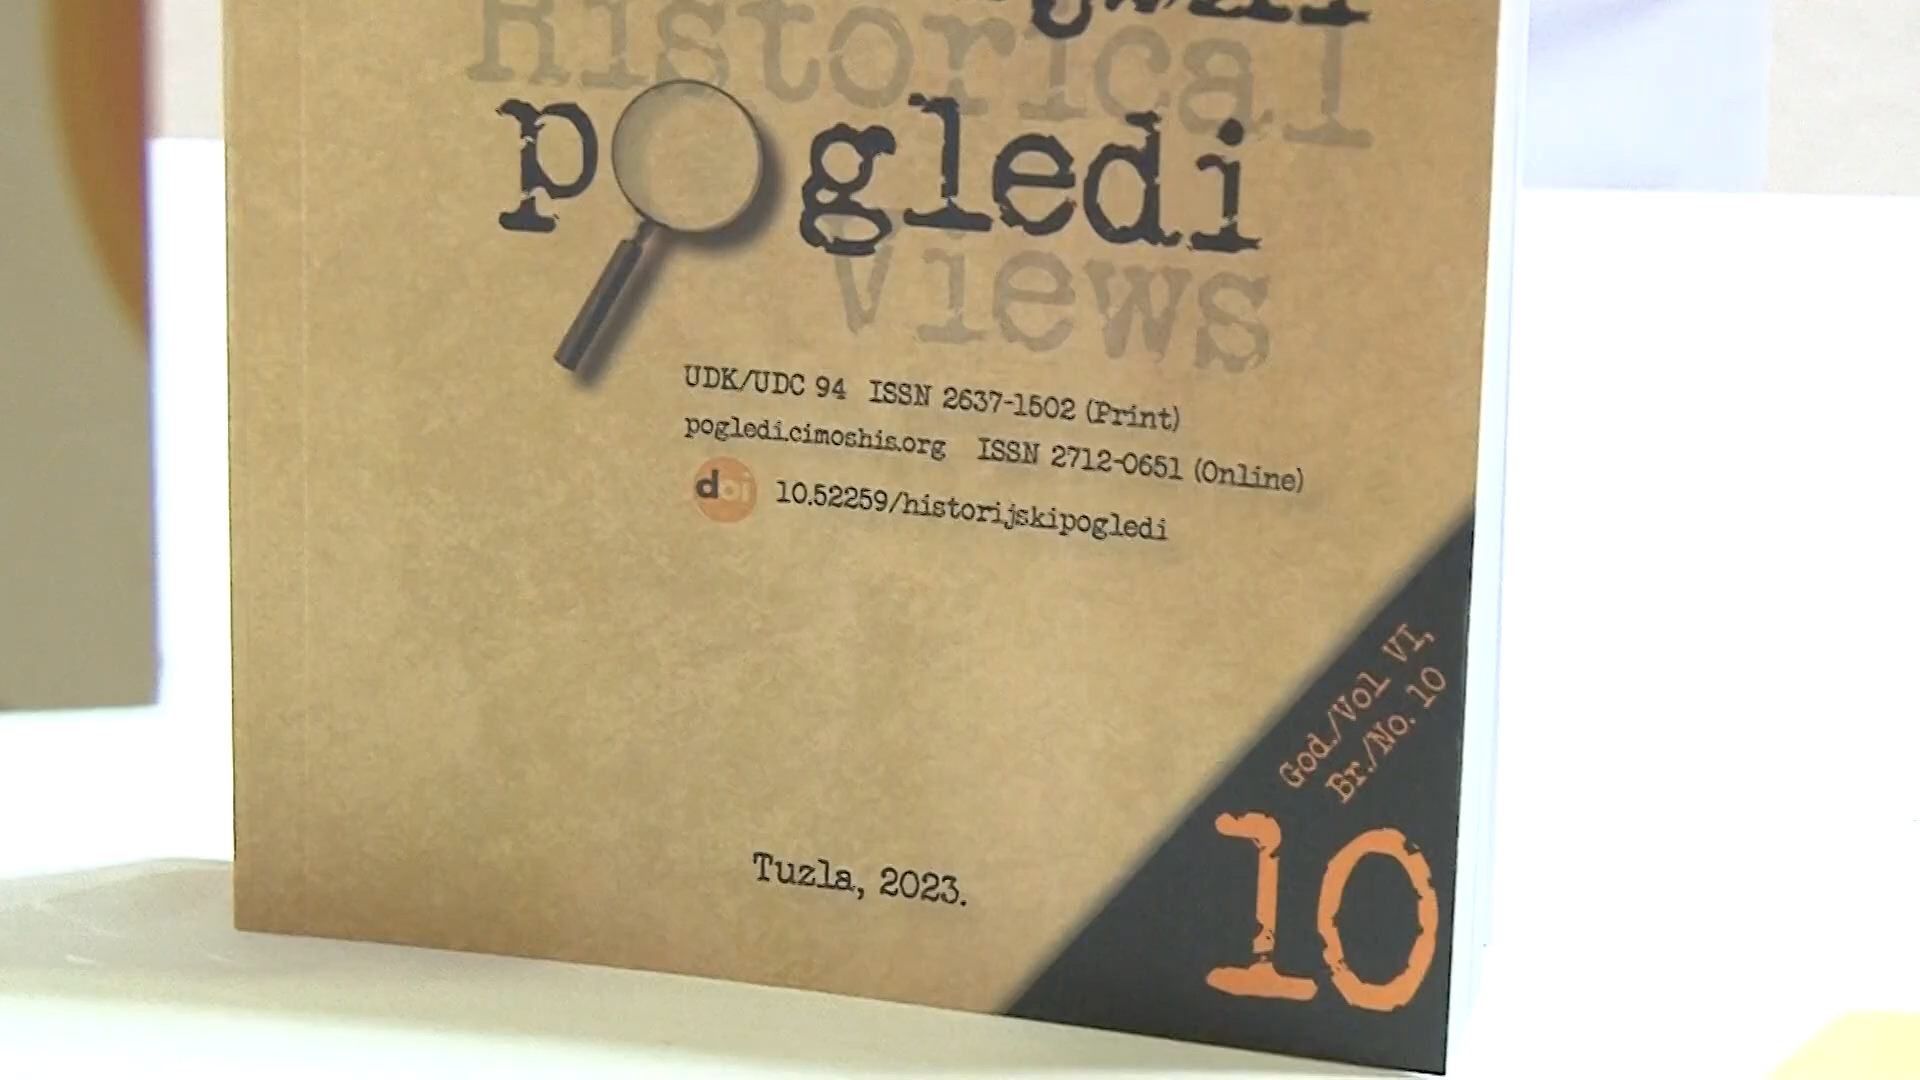 Historical
pogledi
Views
UDK/UDC 94 ISSN 2637-1502 (Print)
pogledi.cimoshis.org ISSN 2712-0651 (Online)
doi 10.52259/historijskipogledi
God./Vol. VI,
Br./No. 10
10
Tuzla, 2023.